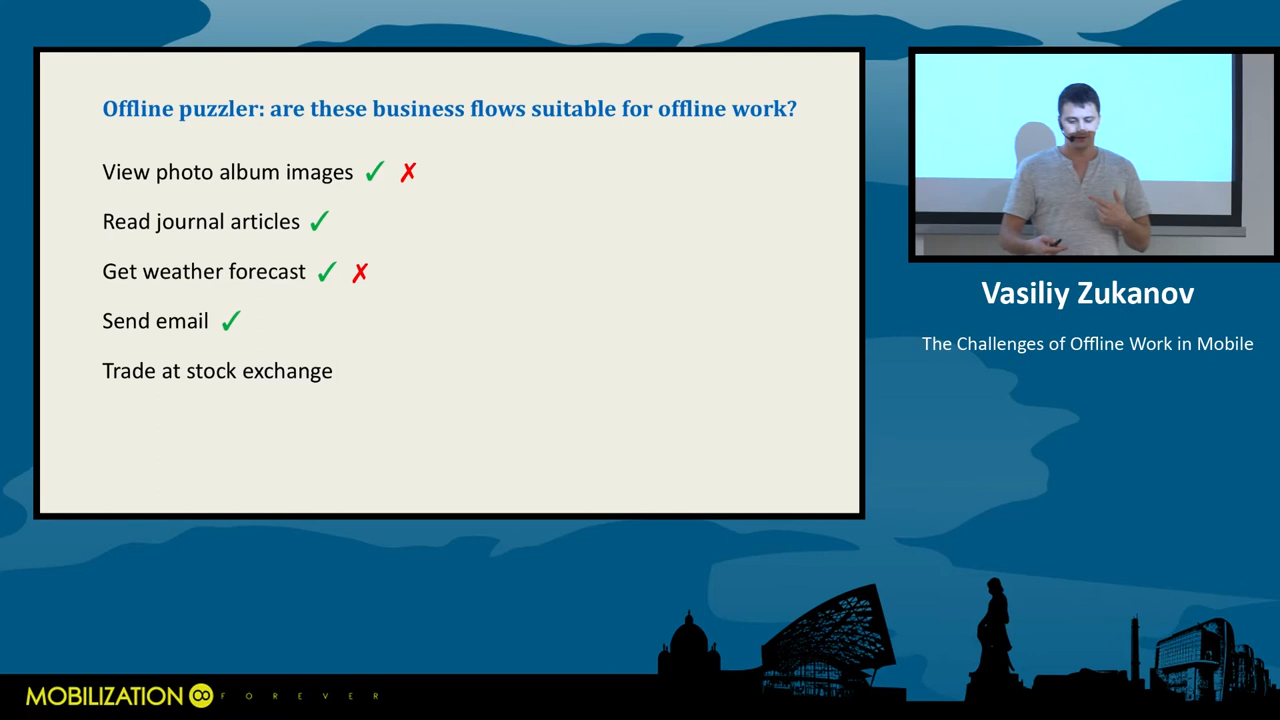 Offline puzzler: are these business flows suitable for offline work?
View photo album images ✓ ✗
Read journal articles ✓
Get weather forecast ✓ ✗
Send email ✓
Trade at stock exchange
Vasiliy Zukanov
The Challenges of Offline Work in Mobile
MOBILIZATION FOREVER